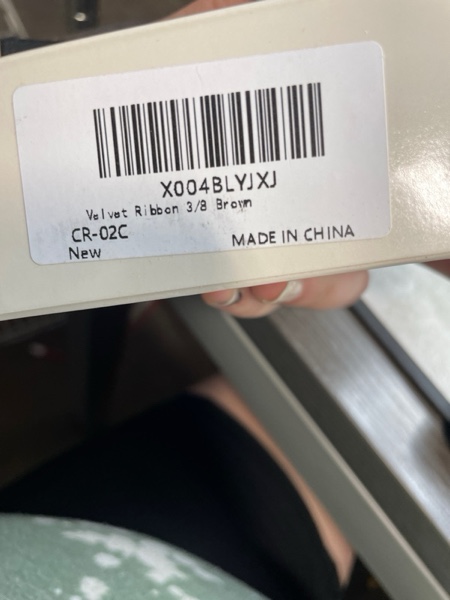 X004BLYJXJ
Velvet Ribbon 3/8 Brown
CR-02C
MADE IN CHINA
New